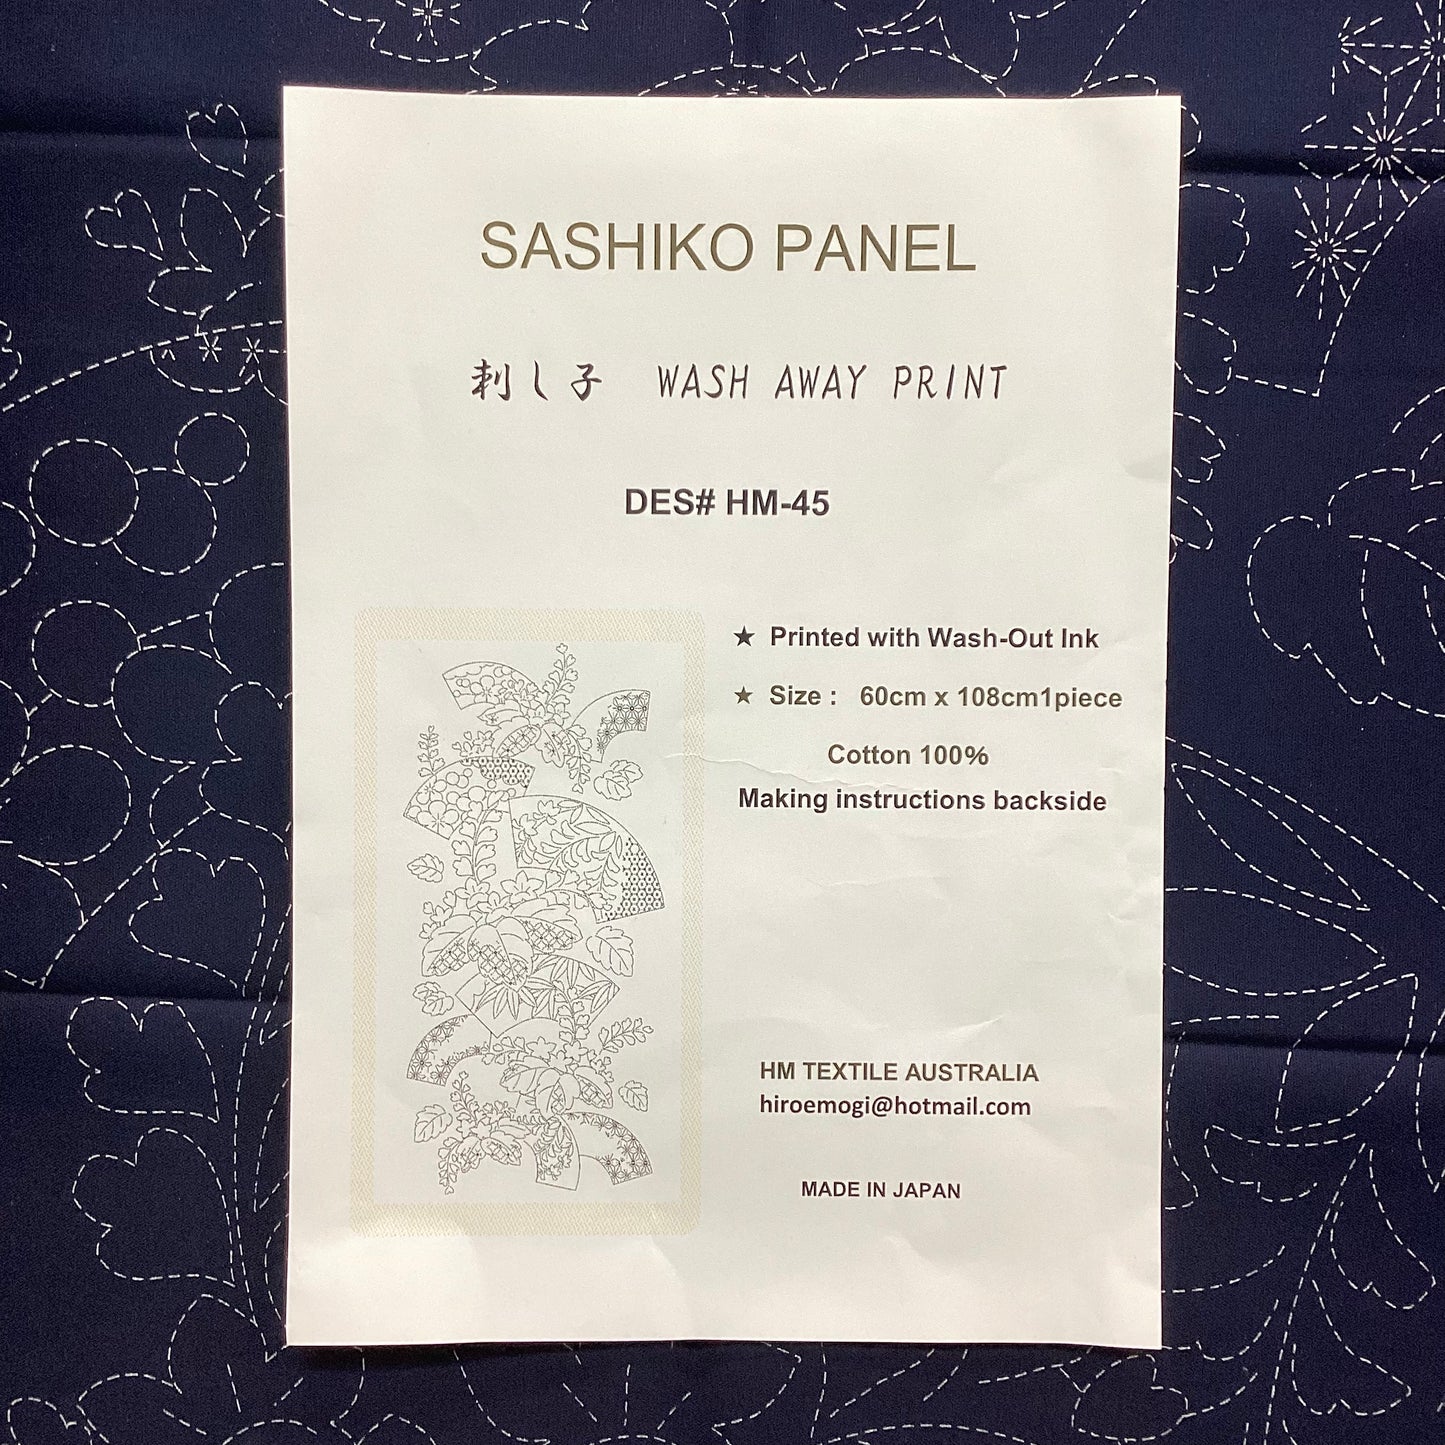 SASHIKO PANEL
刺し子 WASH AWAY PRINT
DES# HM-45
★ Printed with Wash-Out Ink
★ Size : 60cm x 108cm1piece
Cotton 100%
Making instructions backside
HM TEXTILE AUSTRALIA
hiroemogi@hotmail.com
MADE IN JAPAN